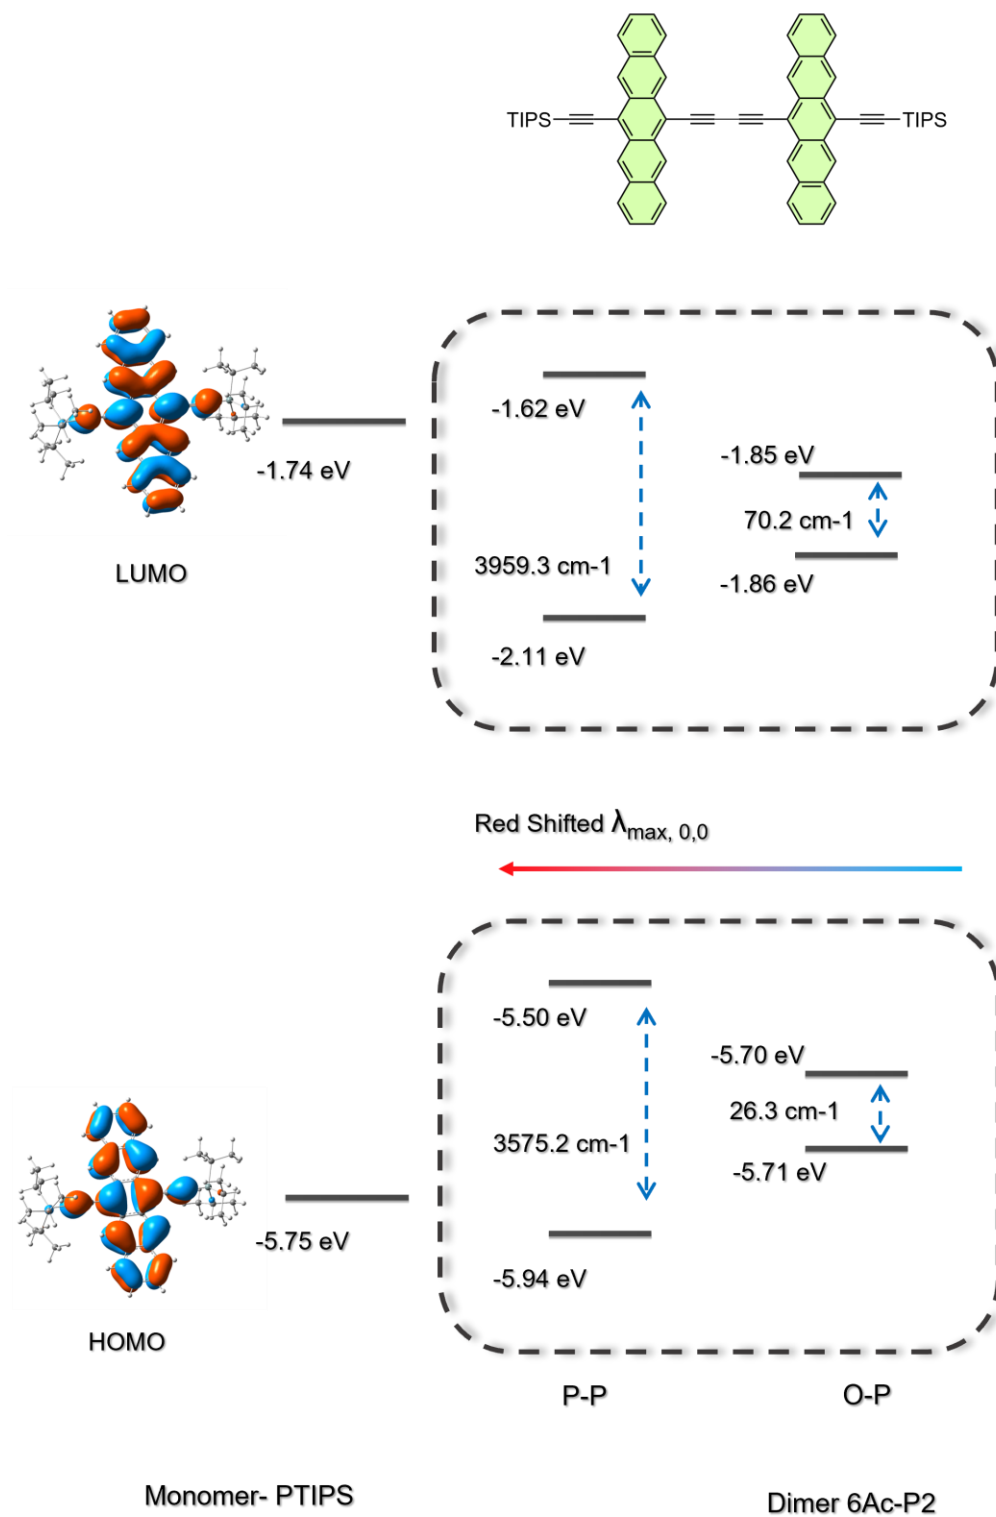 TIPS
TIPS
-1.62 eV
-1.85 eV
-1.74 eV
70.2 cm-1
3959.3 cm-1
LUMO
-1.86 eV
-2.11 eV
Red Shifted λmax, 0,0
-5.50 eV
-5.70 eV
26.3 cm-1
3575.2 cm-1
-5.71 eV
-5.75 eV
-5.94 eV
HOMO
P-P
O-P
Monomer- PTIPS
Dimer 6Ac-P2